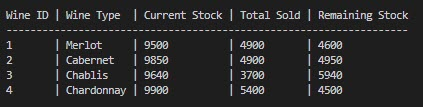 Wine ID | Wine Type  | Current Stock | Total Sold | Remaining Stock
------------------------------------------------------------------
1       | Merlot     | 9500          | 4900       | 4600
2       | Cabernet   | 9850          | 4900       | 4950
3       | Chablis    | 9640          | 3700       | 5940
4       | Chardonnay | 9900          | 5400       | 4500